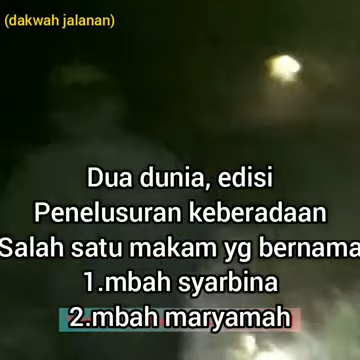 (dakwah jalanan)
Dua dunia, edisi
Penelusuran keberadaan
Salah satu makam yg bernama
1.mbah syarbina
2.mbah maryamah